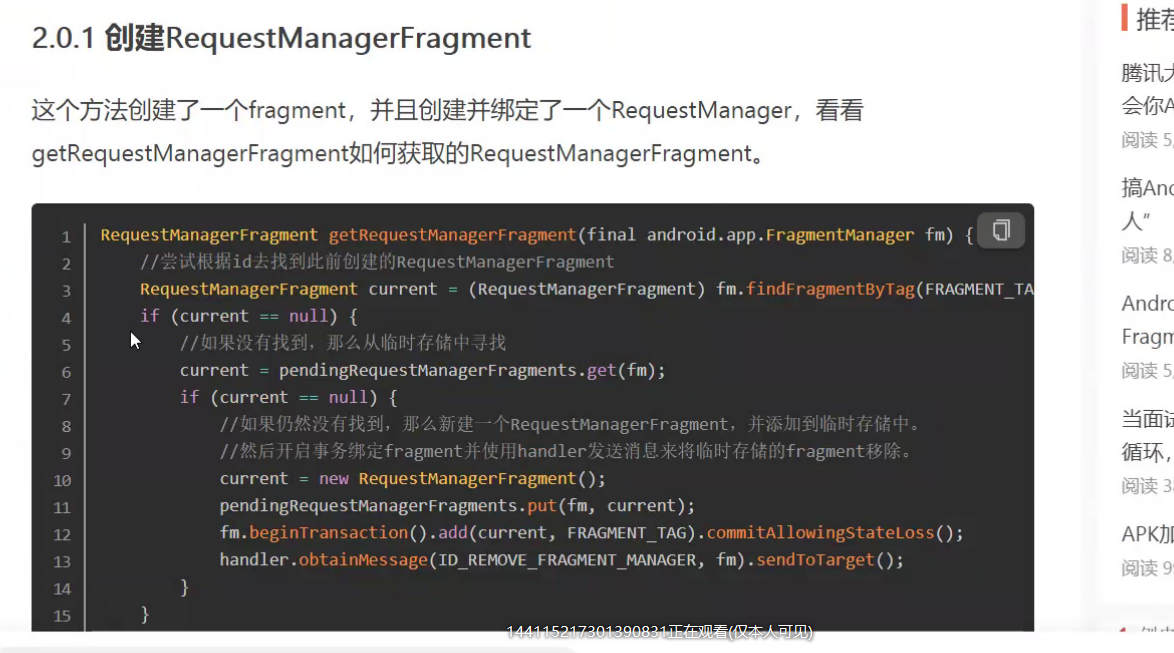 2.0.1 创建RequestManagerFragment
推荐
这个方法创建了一个fragment，并且创建并绑定了一个RequestManager，看看
getRequestManagerFragment如何获取的RequestManagerFragment。
1 RequestManagerFragment getRequestManagerFragment(final android.app.FragmentManager fm) {
2 //尝试根据id去找到此前创建的RequestManagerFragment
3 RequestManagerFragment current = (RequestManagerFragment) fm.findFragmentByTag(FRAGMENT_TA
4 if (current == null) {
5 //如果没有找到，那么从临时存储中寻找
6 current = pendingRequestManagerFragments.get(fm);
7 if (current == null) {
8 //如果仍然没有找到，那么新建一个RequestManagerFragment，并添加到临时存储中。
9 //然后开启事务绑定fragment并使用handler发送消息来将临时存储的fragment移除。
10 current = new RequestManagerFragment();
11 pendingRequestManagerFragments.put(fm, current);
12 fm.beginTransaction().add(current, FRAGMENT_TAG).commitAllowingStateLoss();
13 handler.obtainMessage(ID_REMOVE_FRAGMENT_MANAGER, fm).sendToTarget();
14 }
15 }
腾讯大
会你A
阅读 5,
搞And
人”
阅读 8,
Andro
Fragm
阅读 5,
当面试
循环，
阅读 38
APK加
阅读 99
144115217301390831正在观看(仅本人可见)